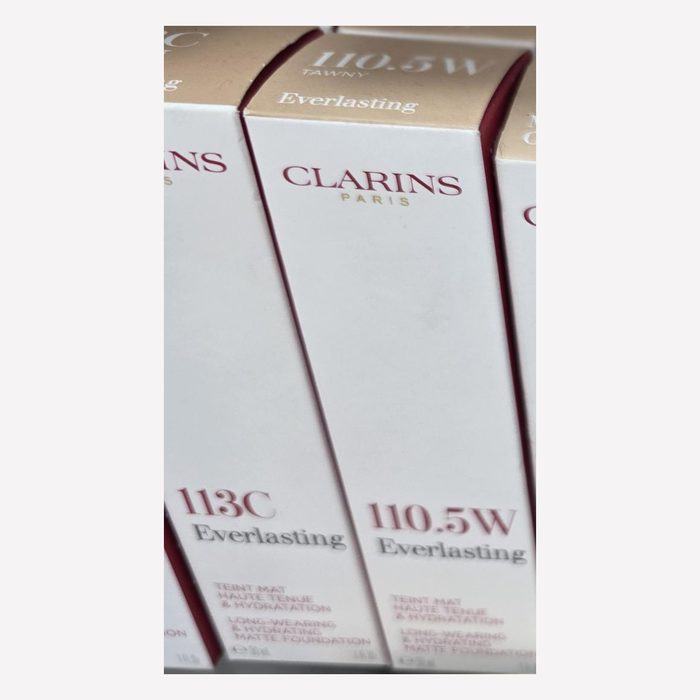 C
110.5W
TAWNY
Everlasting
CLARINS
PARIS
113C
Everlasting
TEINT MAT
HAUTE TENUE
& HYDRATATION
LONG-WEARING
& HYDRATING
MATTE FOUNDATION
110.5W
Everlasting
TEINT MAT
HAUTE TENUE
& HYDRATATION
LONG-WEARING
& HYDRATING
MATTE FOUNDATION